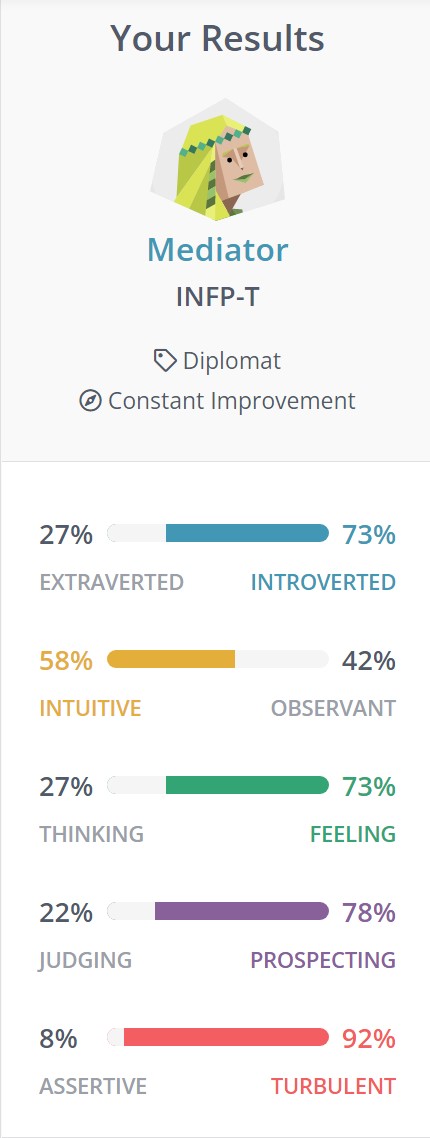 Your Results
Mediator
INFP-T
Diplomat
Constant Improvement
27% 73%
EXTRAVERTED INTROVERTED
58% 42%
INTUITIVE OBSERVANT
27% 73%
THINKING FEELING
22% 78%
JUDGING PROSPECTING
8% 92%
ASSERTIVE TURBULENT